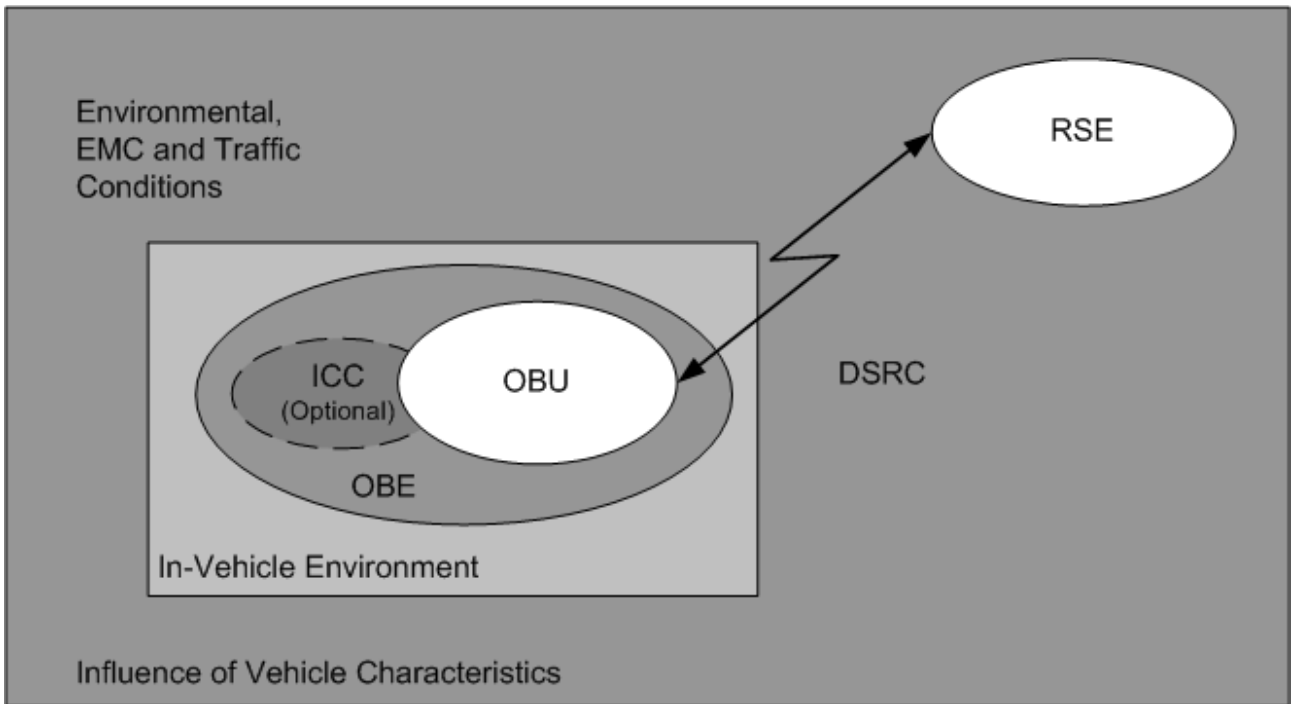 Environmental,
EMC and Traffic
Conditions
RSE
ICC
(Optional)
OBU
DSRC
OBE
In-Vehicle Environment
Influence of Vehicle Characteristics